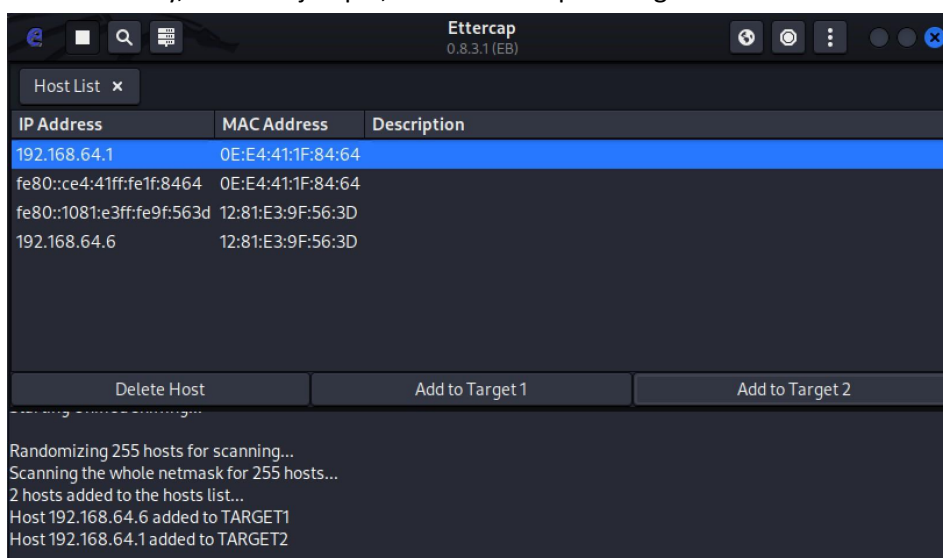 Ettercap
0.8.3.1 (EB)
Host List ×
IP Address MAC Address Description
192.168.64.1 0E:E4:41:1F:84:64
fe80::ce4:41ff:fe1f:8464 0E:E4:41:1F:84:64
fe80::1081:e3ff:fe9f:563d 12:81:E3:9F:56:3D
192.168.64.6 12:81:E3:9F:56:3D
Delete Host Add to Target 1 Add to Target 2
Randomizing 255 hosts for scanning...
Scanning the whole netmask for 255 hosts...
2 hosts added to the hosts list...
Host 192.168.64.6 added to TARGET1
Host 192.168.64.1 added to TARGET2